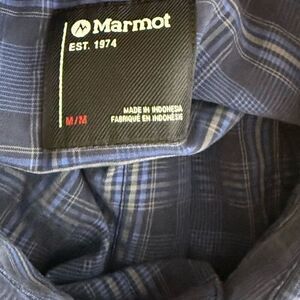 Marmot
EST. 1974
M/M
MADE IN INDONESIA
FABRIQUÉ EN INDONÉSIE